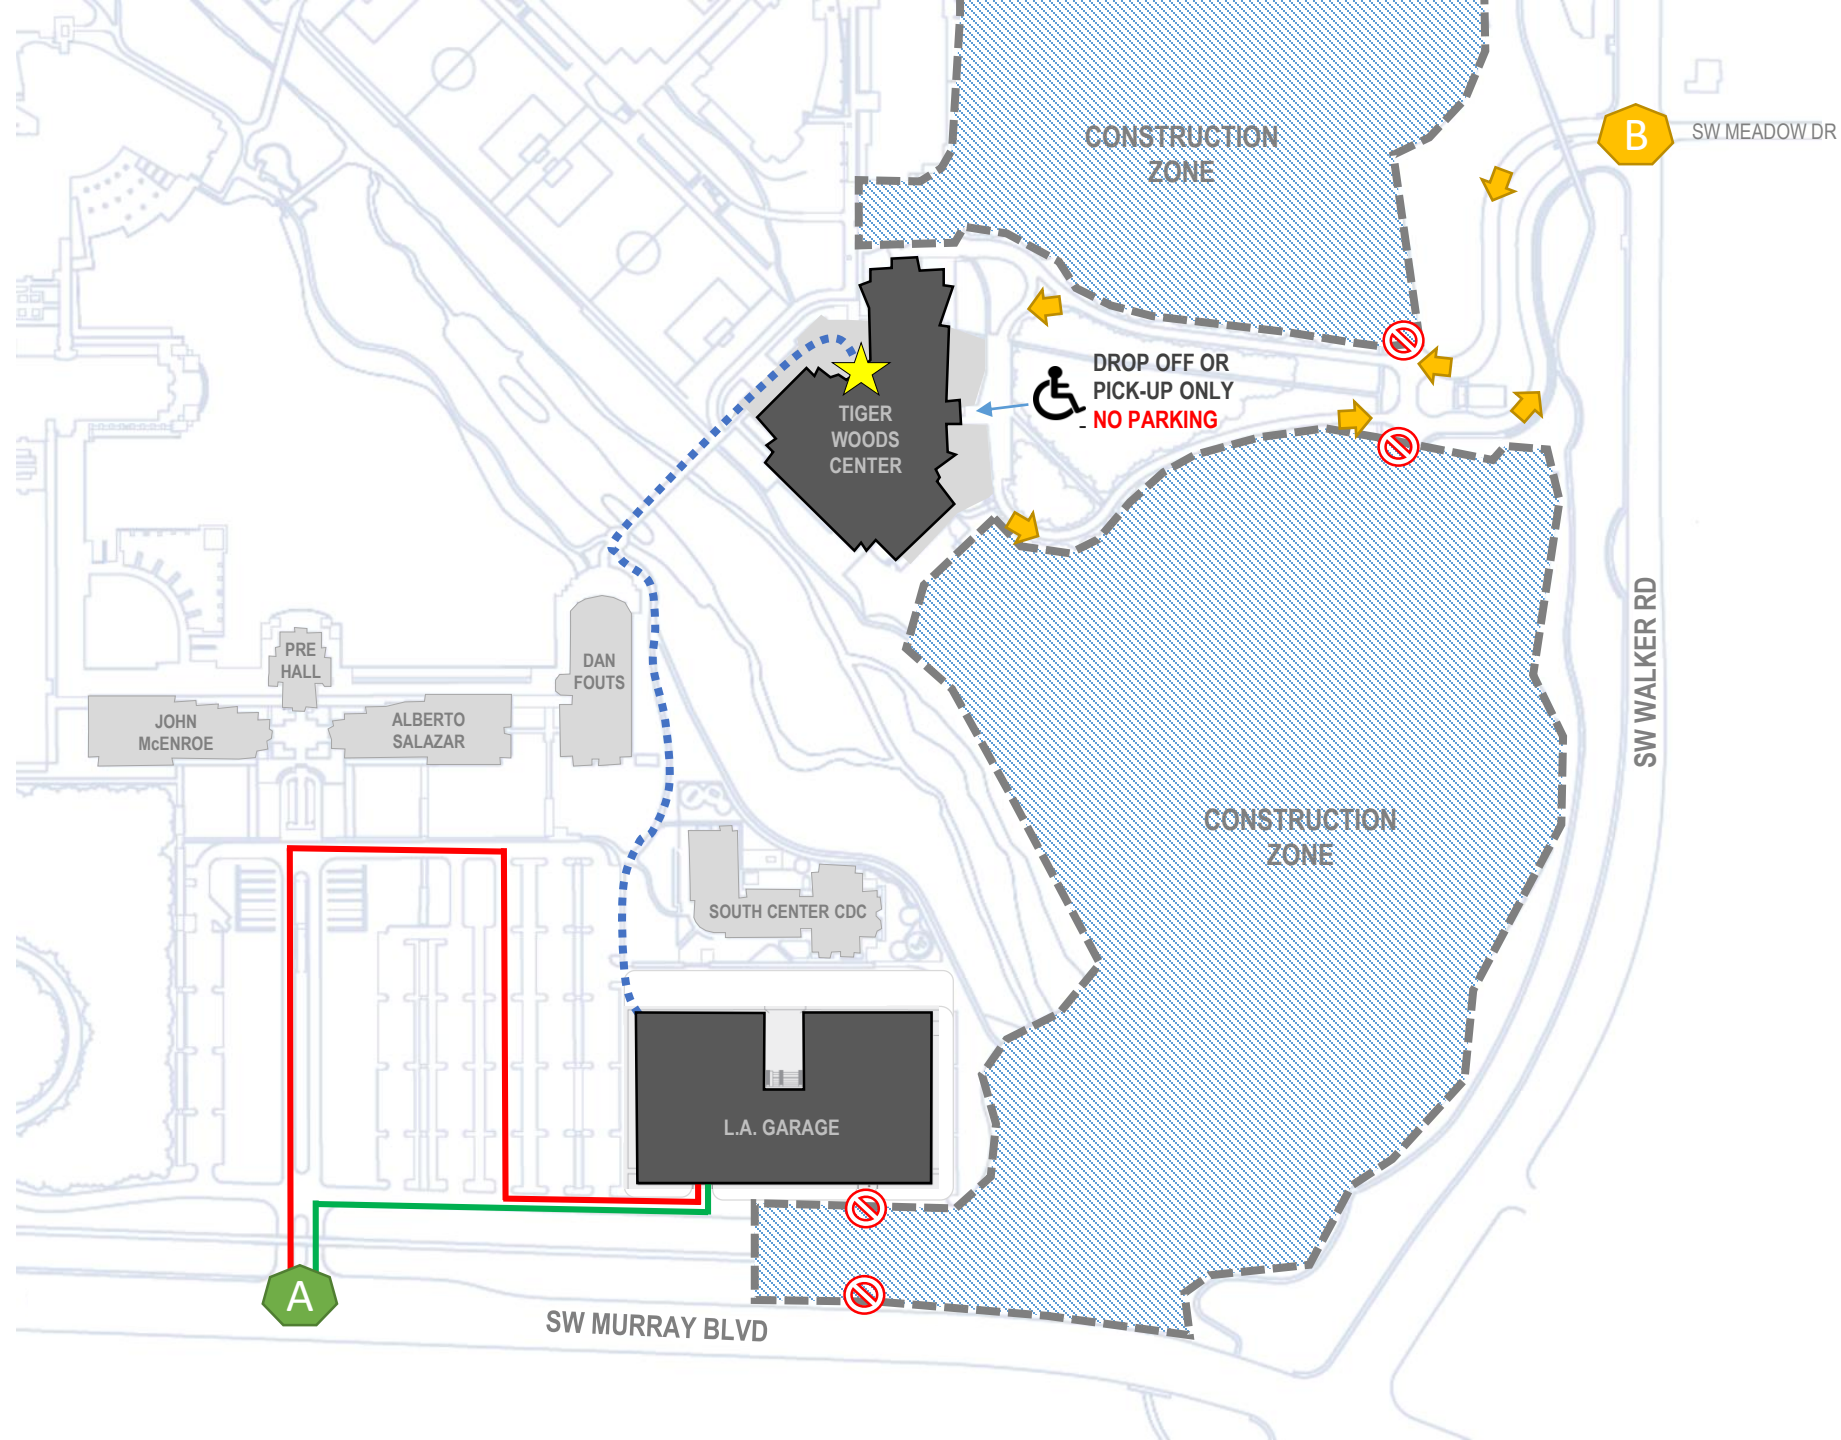 CONSTRUCTION
ZONE
B
SW MEADOW DR
DROP OFF OR
PICK-UP ONLY
NO PARKING
TIGER
WOODS
CENTER
PRE
HALL
DAN
FOUTS
JOHN
McENROE
ALBERTO
SALAZAR
SW WALKER RD
CONSTRUCTION
ZONE
SOUTH CENTER CDC
L.A. GARAGE
A
SW MURRAY BLVD